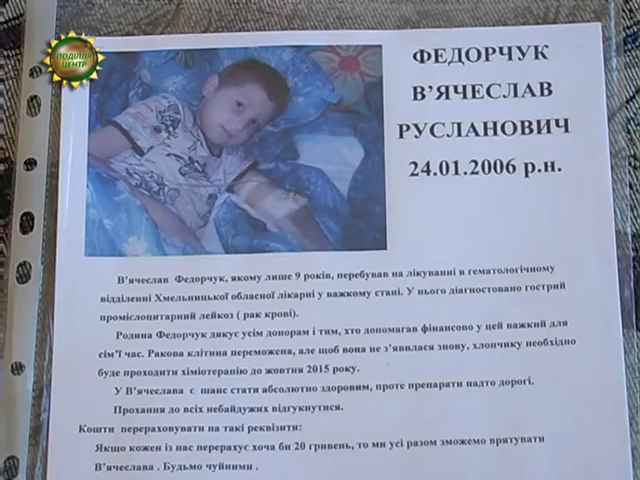 ПОДІЛЛЯ
ЦЕНТР
ФЕДОРЧУК
В’ЯЧЕСЛАВ
РУСЛАНОВИЧ
24.01.2006 р.н.
В’ячеслав Федорчук, якому лише 9 років, перебував на лікуванні в гематологічному
відділенні Хмельницької обласної лікарні у важкому стані. У нього діагностовано гострий
проміслоцитарний лейкоз ( рак крові).
Родина Федорчук дякує усім донорам і тим, хто допомагав фінансово у цей важкий для
сім’ї час. Ракова клітина переможена, але щоб вона не з’явилася знову, хлопчику необхідно
буде проходити хіміотерапію до жовтня 2015 року.
У В’ячеслава є шанс стати абсолютно здоровим, проте препарати надто дорогі.
Прохання до всіх небайдужих відгукнутися.
Кошти перераховувати на такі реквізити:
Якщо кожен із нас перерахує хоча би 20 гривень, то ми усі разом зможемо врятувати
В’ячеслава . Будьмо чуйними .